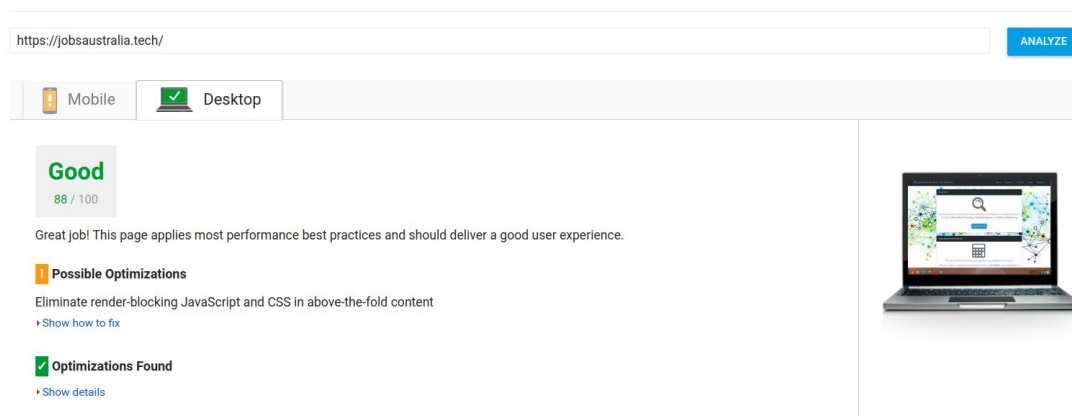 https://jobsaustralia.tech/
ANALYZE
Mobile
Desktop
Good
88 / 100
Great job! This page applies most performance best practices and should deliver a good user experience.
! Possible Optimizations
Eliminate render-blocking JavaScript and CSS in above-the-fold content
Show how to fix
Optimizations Found
Show details